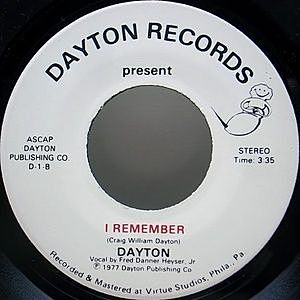 DAYTON RECORDS
present
ASCAP
DAYTON
PUBLISHING CO.
D-1-B
STEREO
Time: 3:35
I REMEMBER
(Craig William Dayton)
DAYTON
Vocal by Fred Danner Heyser, Jr
℗ 1977 Dayton Publishing Co
Recorded & Mastered at Virtue Studios, Phila., Pa